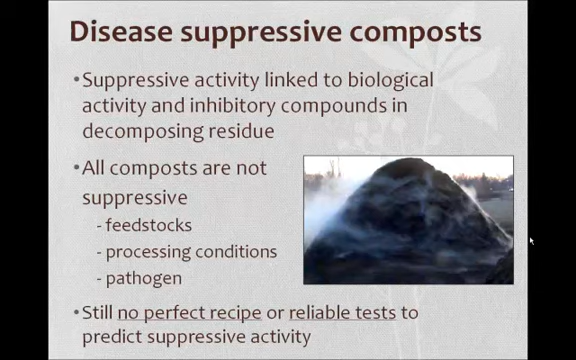 Disease suppressive composts
•Suppressive activity linked to biological
activity and inhibitory compounds in
decomposing residue
•All composts are not
suppressive
- feedstocks
- processing conditions
- pathogen
•Still no perfect recipe or reliable tests to
predict suppressive activity